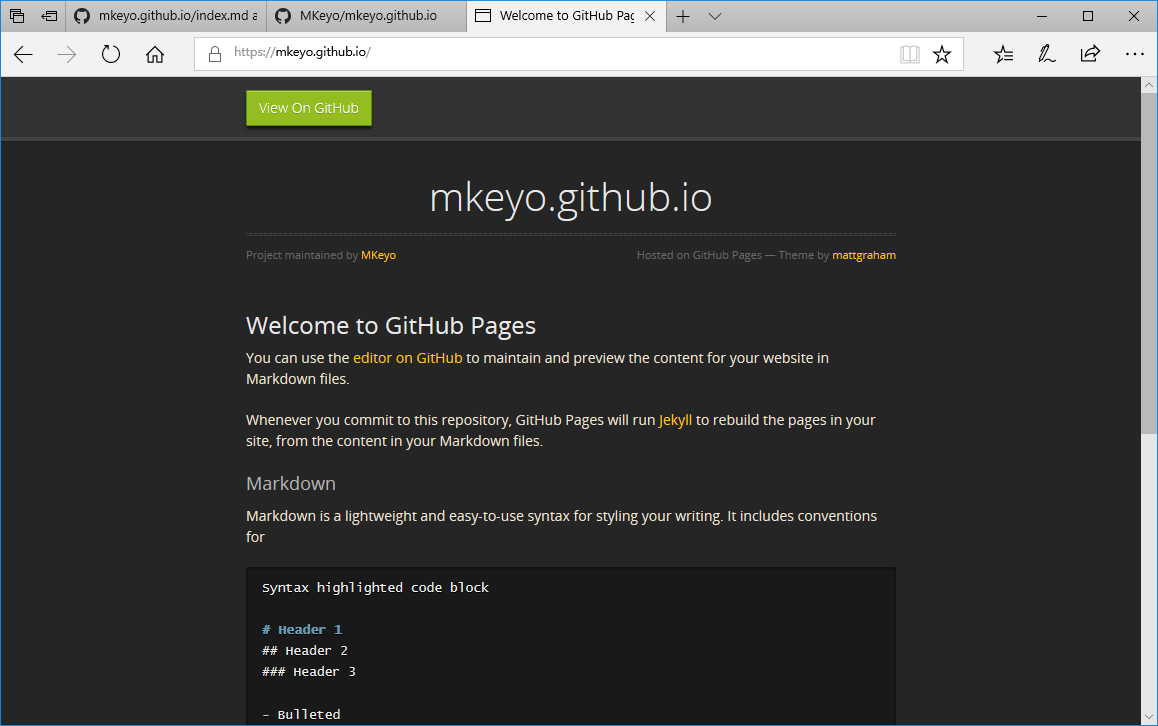 mkeyo.github.io/index.md a
MKeyo/mkeyo.github.io
Welcome to GitHub Pag
https://mkeyo.github.io/
View On GitHub
mkeyo.github.io
Project maintained by MKeyo
Hosted on GitHub Pages — Theme by mattgraham
Welcome to GitHub Pages
You can use the editor on GitHub to maintain and preview the content for your website in
Markdown files.
Whenever you commit to this repository, GitHub Pages will run Jekyll to rebuild the pages in your
site, from the content in your Markdown files.
Markdown
Markdown is a lightweight and easy-to-use syntax for styling your writing. It includes conventions
for
Syntax highlighted code block
# Header 1
## Header 2
### Header 3
- Bulleted